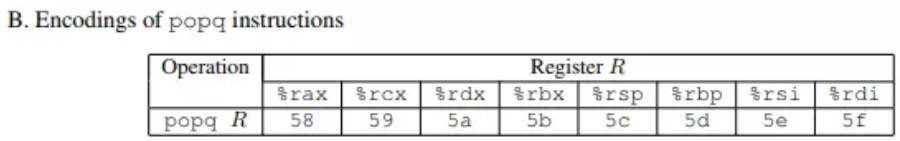 B. Encodings of popq instructions
Operation Register R
%rax %rcx %rdx %rbx %rsp %rbp %rsi %rdi
popq R 58 59 5a 5b 5c 5d 5e 5f